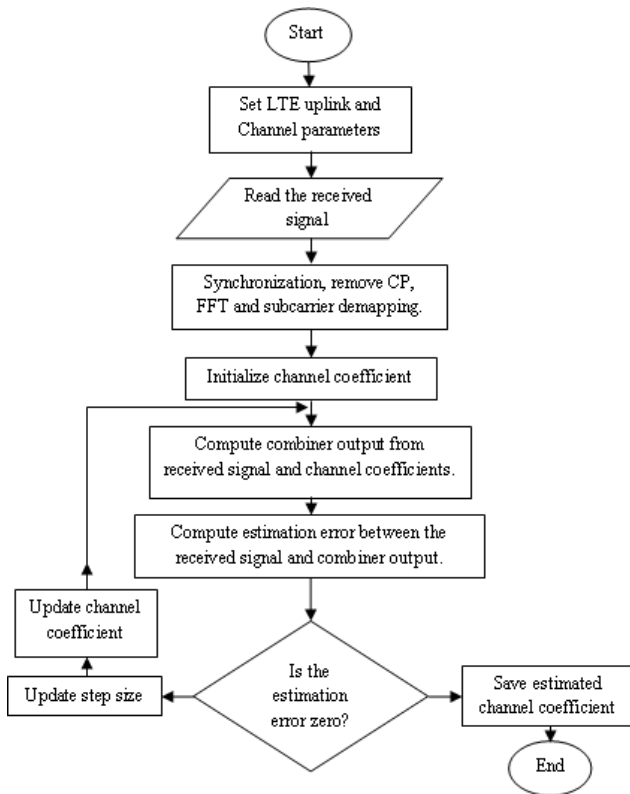 Start
Set LTE uplink and
Channel parameters
Read the received
signal
Synchronization, remove CP,
FFT and subcarrier demapping.
Initialize channel coefficient
Compute combiner output from
received signal and channel coefficients.
Compute estimation error between the
received signal and combiner output.
Update channel
coefficient
Update step size
Is the
estimation
error zero?
Save estimated
channel coefficient
End